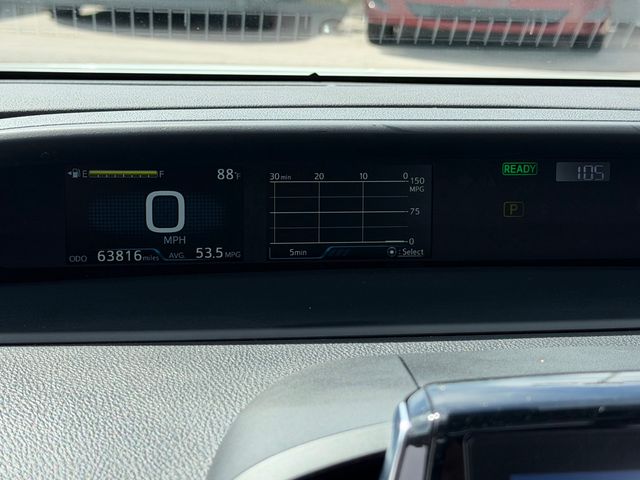 E F 88°F
0
MPH
ODO 63816 miles AVG. 53.5 MPG
30 min 20 10 0
150
MPG
75
0
5min : Select
READY 1:05
P